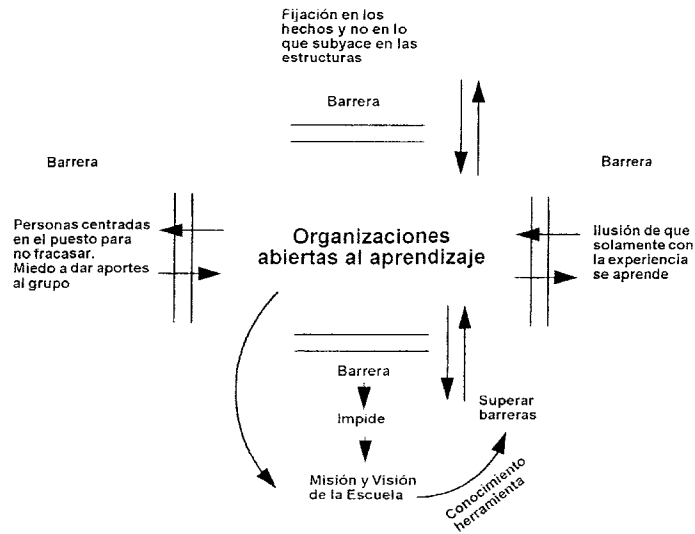 Fijación en los
hechos y no en lo
que subyace en las
estructuras
Barrera
Barrera
Barrera
Personas centradas
en el puesto para
no fracasar.
Miedo a dar aportes
al grupo
Organizaciones
abiertas al aprendizaje
Ilusión de que
solamente con
la experiencia
se aprende
Barrera
Impide
Superar
barreras
Misión y Visión
de la Escuela
Conocimiento
herramienta